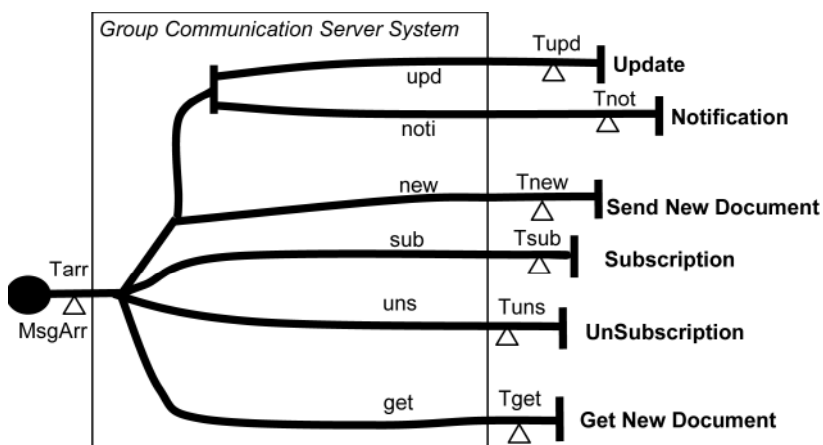 Group Communication Server System
Tupd
upd
Update
Tnot
noti
Notification
new
Tnew
Send New Document
sub
Tsub
Subscription
Tarr
MsgArr
uns
Tuns
UnSubscription
get
Tget
Get New Document